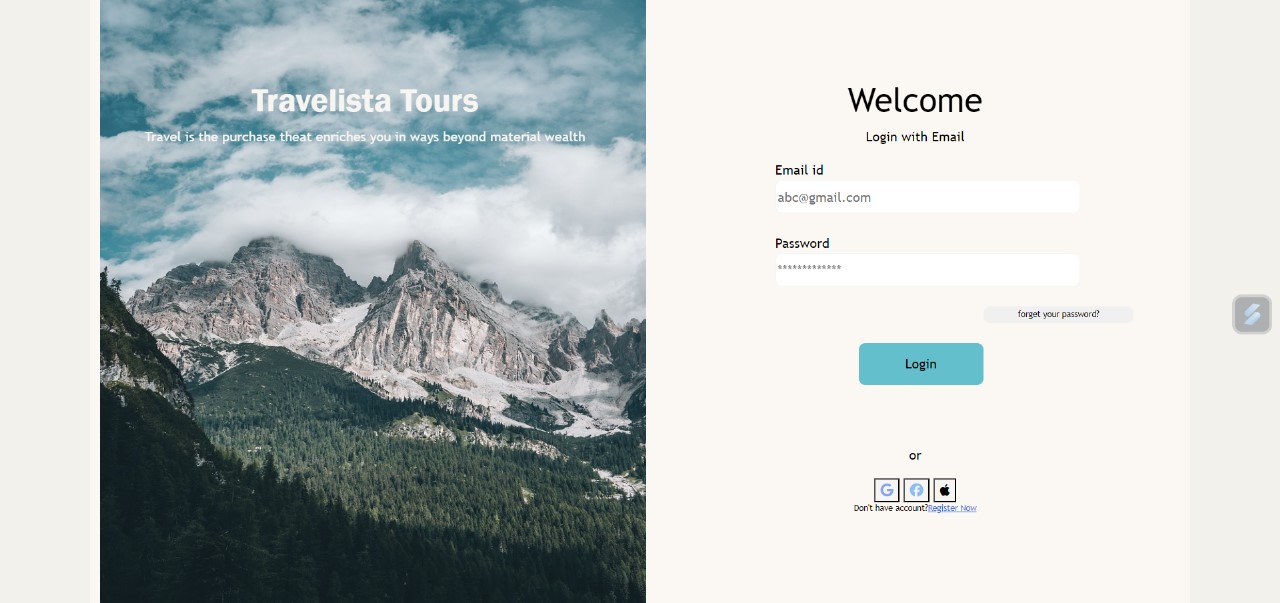 Travelista Tours
Travel is the purchase theat enriches you in ways beyond material wealth
Welcome
Login with Email
Email id
abc@gmail.com
Password
*************
forget your password?
Login
or
Don't have account?Register Now